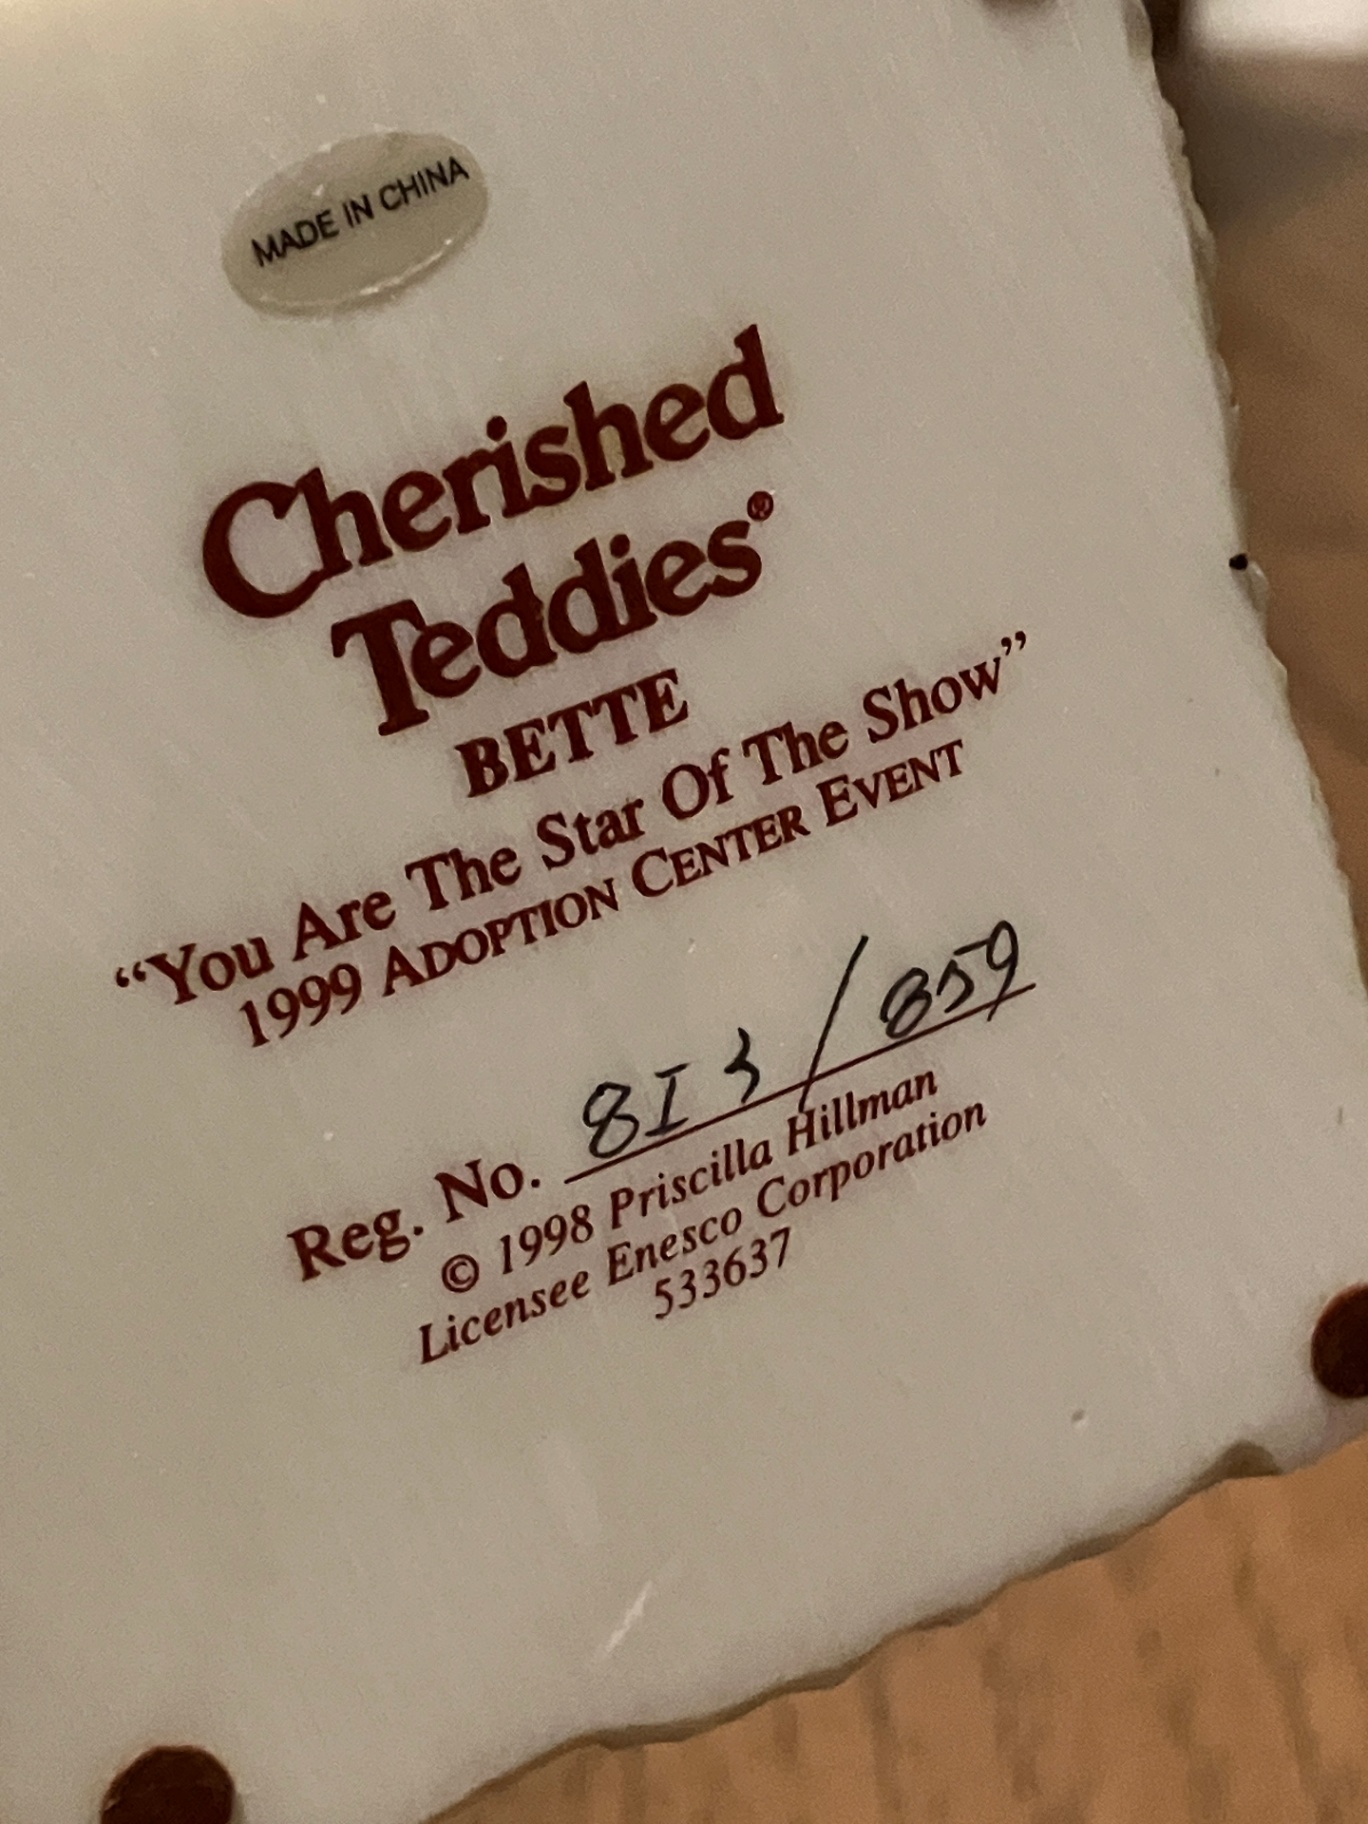 MADE IN CHINA
Cherished
Teddies®
BETTE
“You Are The Star Of The Show”
1999 ADOPTION CENTER EVENT
Reg. No. 8I3/859
© 1998 Priscilla Hillman
Licensee Enesco Corporation
533637